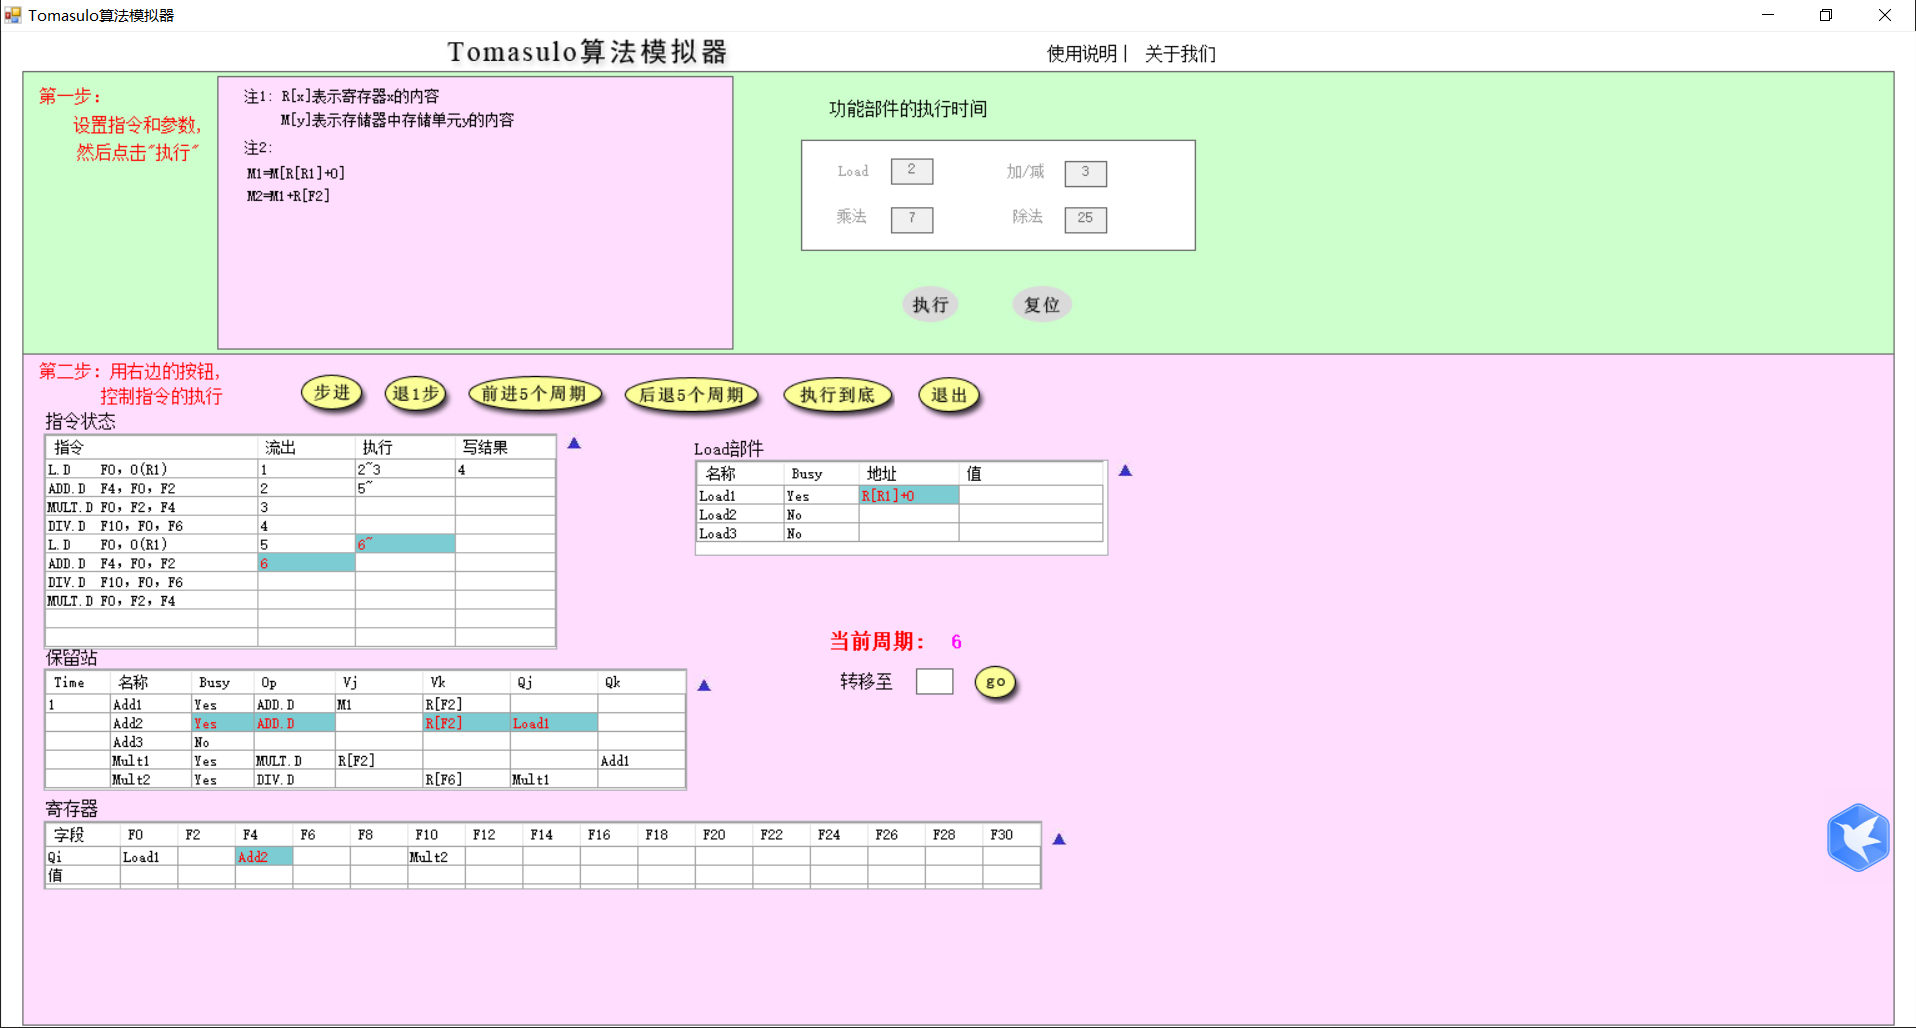 Tomasulo算法模拟器
Tomasulo算法模拟器
使用说明 | 关于我们
第一步：
设置指令和参数，
然后点击"执行"
注1: R[x]表示寄存器x的内容
M[y]表示存储器中存储单元y的内容
注2:
M1=M[R[R1]+0]
M2=M1+R[F2]
功能部件的执行时间
Load 2 加/减 3
乘法 7 除法 25
执行 复位
第二步：用右边的按钮，
控制指令的执行
步进 退1步 前进5个周期 后退5个周期 执行到底 退出
指令状态
指令 流出 执行 写结果
L.D F0, 0(R1) 1 2~3 4
ADD.D F4, F0, F2 2 5~
MULT.D F0, F2, F4 3
DIV.D F10, F0, F6 4
L.D F0, 0(R1) 5 6~
ADD.D F4, F0, F2 6
DIV.D F10, F0, F6
MULT.D F0, F2, F4
Load部件
名称 Busy 地址 值
Load1 Yes R[R1]+0
Load2 No
Load3 No
当前周期： 6
转移至 go
保留站
Time 名称 Busy Op Vj Vk Qj Qk
1 Add1 Yes ADD.D M1 R[F2]
Add2 Yes ADD.D R[F2] Load1
Add3 No
Mult1 Yes MULT.D R[F2] Add1
Mult2 Yes DIV.D R[F6] Mult1
寄存器
字段 F0 F2 F4 F6 F8 F10 F12 F14 F16 F18 F20 F22 F24 F26 F28 F30
Qi Load1 Add2 Mult2
值